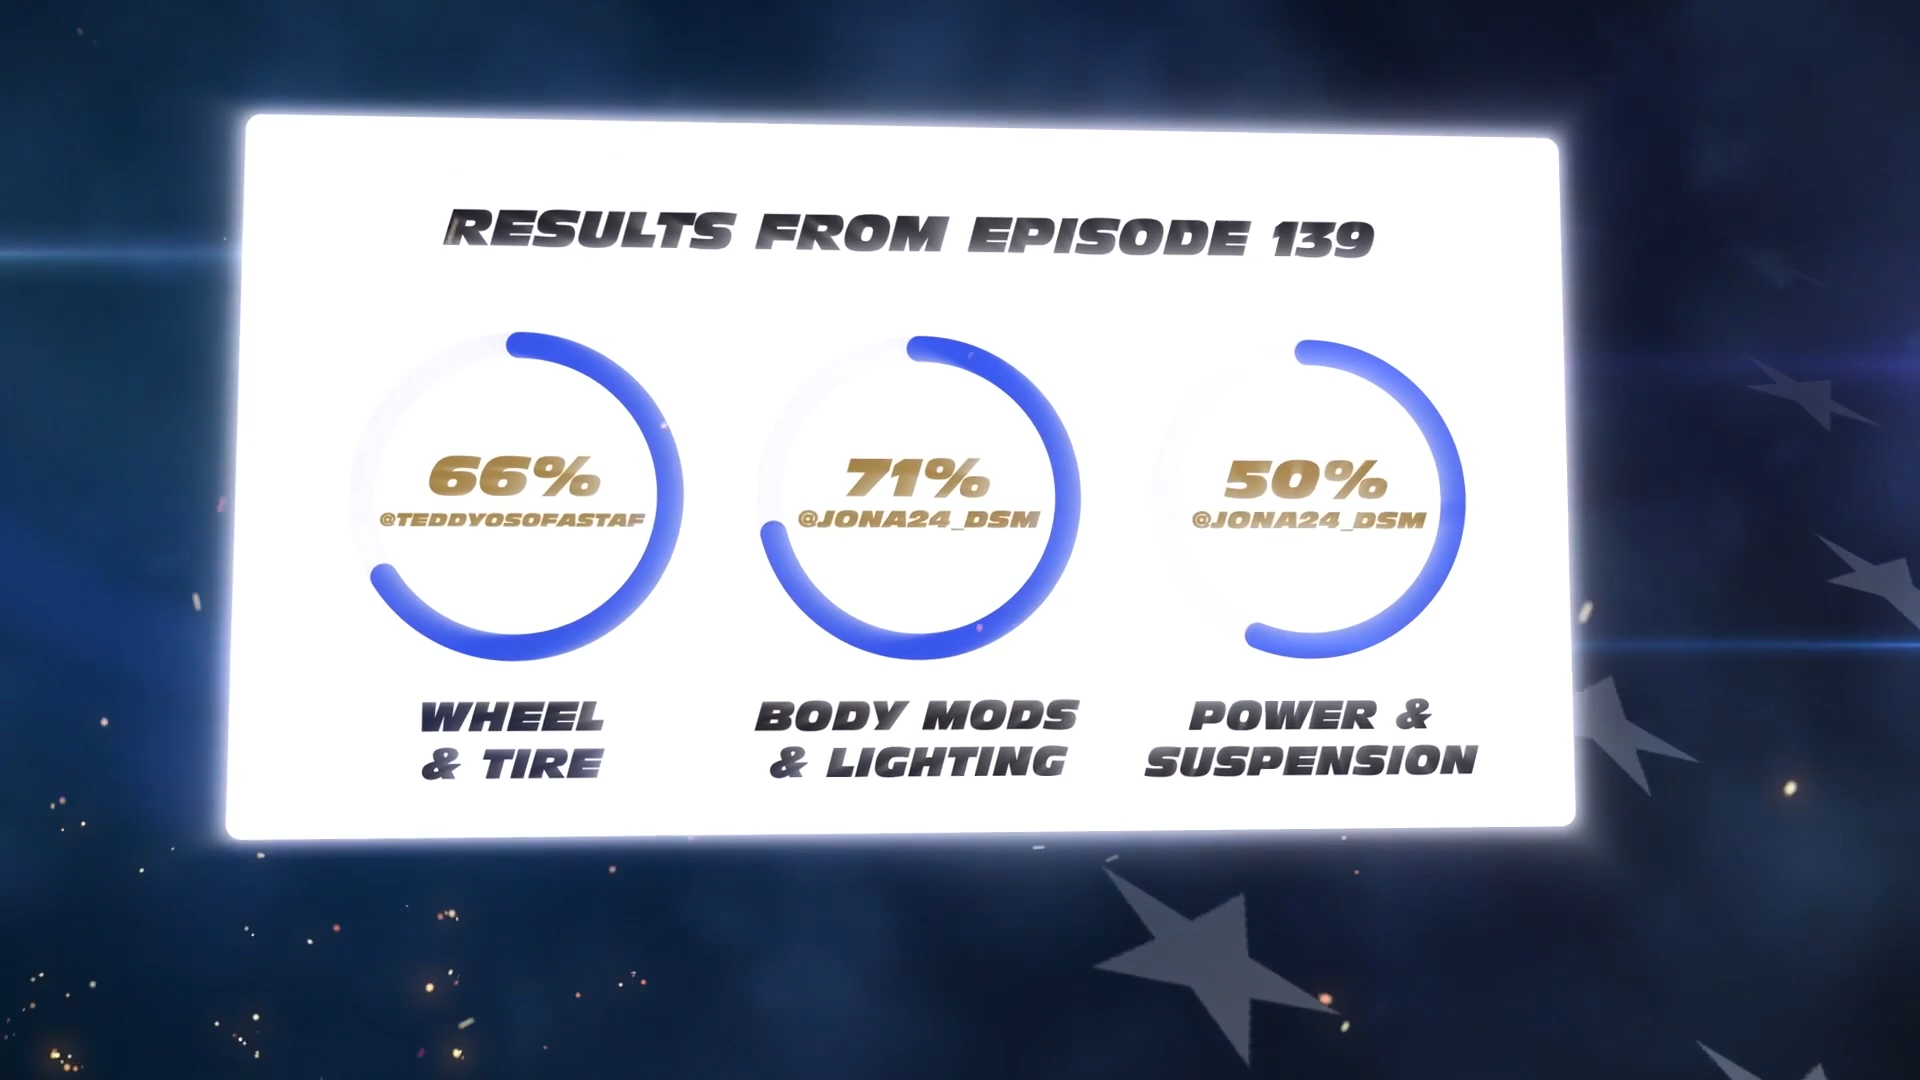 RESULTS FROM EPISODE 139
66%
@TEDDYOSOFASTAF
WHEEL
& TIRE
71%
@JONA24_DSM
BODY MODS
& LIGHTING
50%
@JONA24_DSM
POWER &
SUSPENSION